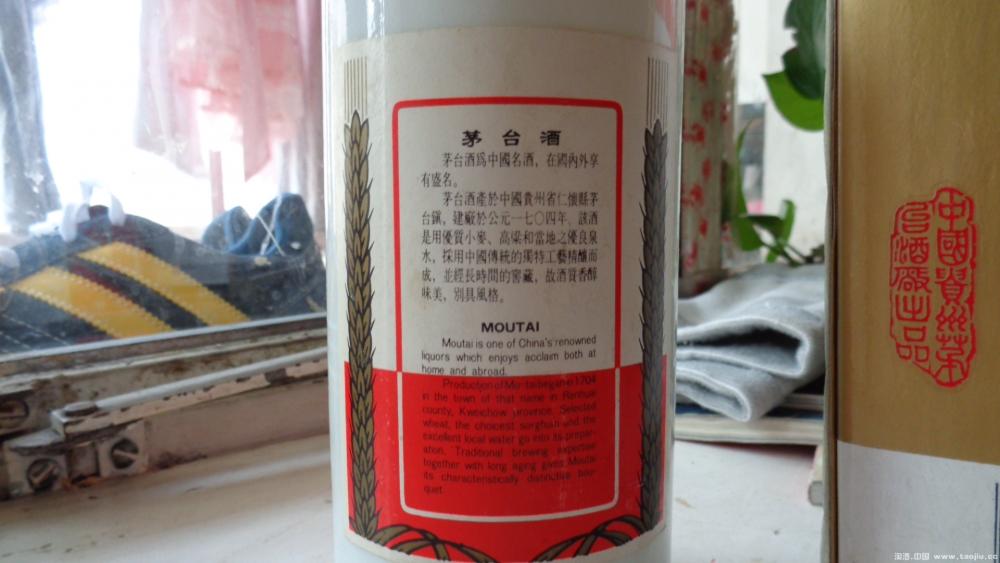 茅台酒
茅台酒爲中國名酒，在國內外享
有盛名。
茅台酒產於中國貴州省仁懷縣茅
台鎭，建廠於公元一七〇四年，該酒
是用優質小麥、高粱和當地之優良泉
水，採用中國傳統的獨特工藝精釀而
成，並經長時間的窖藏，故酒質香醇
味美，別具風格。
MOUTAI
Moutai is one of China's renowned
liquors which enjoys acclaim both at
home and abroad.
Production of Moutai began in 1704
in the town of that name in Renhuai
county, Kweichow province. Selected
wheat, the choicest sorghum and the
excellent local water go into its prepar-
ation. Traditional brewing expertise
together with long aging gives Moutai
its characteristically distinctive bou-
quet.
中國貴州茅
台酒廠出品
淘酒.中国 www.taojiu.cc